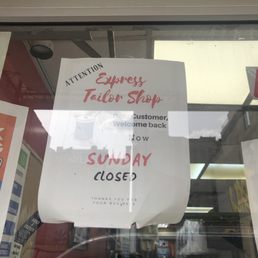 ATTENTION
Express
Tailor Shop
Customer,
Welcome back
Now
SUNDAY
CLOSED
THANK YOU FOR
YOUR BUSINESS